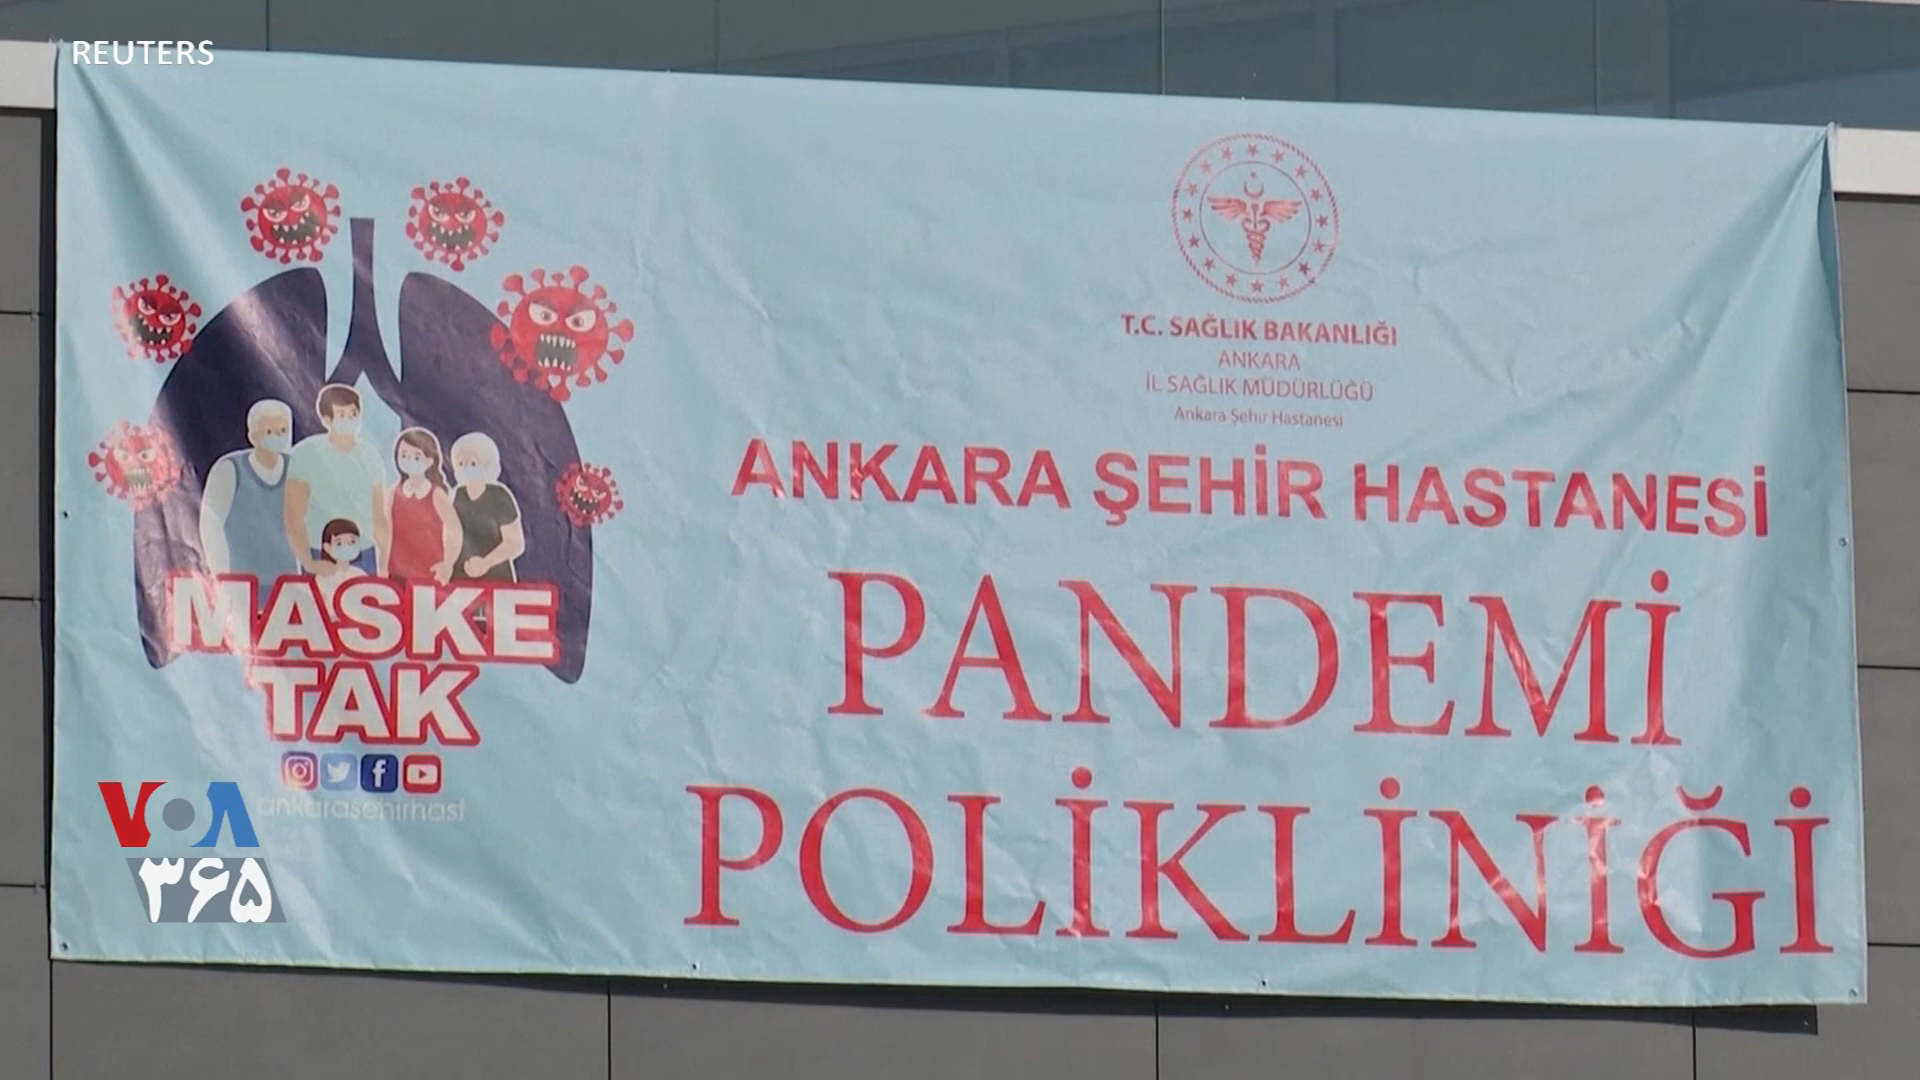 REUTERS
T.C. SAĞLIK BAKANLIĞI
ANKARA
İL SAĞLIK MÜDÜRLÜĞÜ
Ankara Şehir Hastanesi
ANKARA ŞEHİR HASTANESİ
PANDEMİ
POLİKLİNİĞİ
MASKE
TAK
ankarasehirhast
VOA
۳۶۵